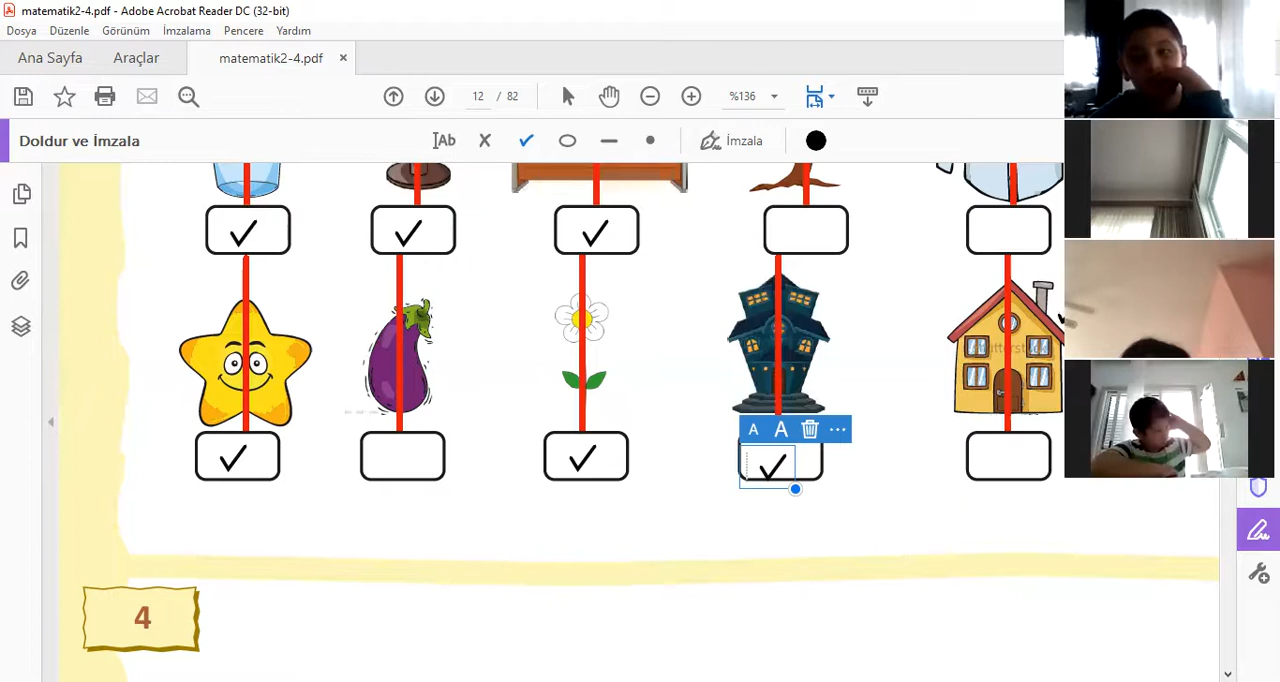 matematik2-4.pdf - Adobe Acrobat Reader DC (32-bit)
Dosya Düzenle Görünüm İmzalama Pencere Yardım
Ana Sayfa Araçlar matematik2-4.pdf ×
12 / 82 %136
Doldur ve İmzala
Ab İmzala
A A
4